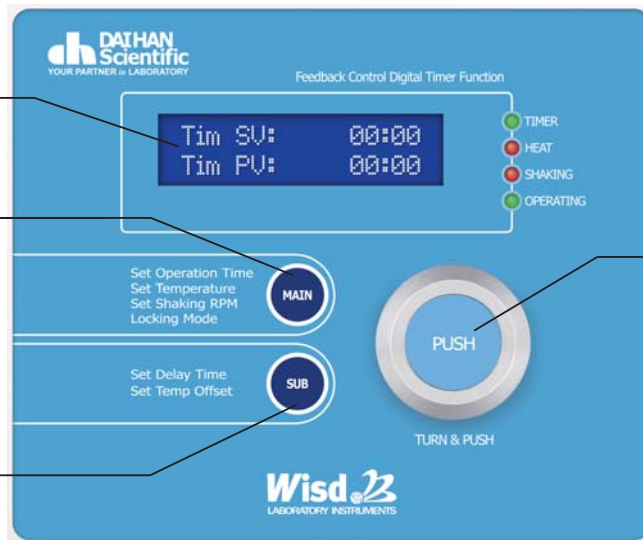 DAIHAN
Scientific
YOUR PARTNER in LABORATORY
Feedback Control Digital Timer Function
Tim SV: 00:00
Tim PV: 00:00
TIMER
HEAT
SHAKING
OPERATING
Set Operation Time
Set Temperature
Set Shaking RPM
Locking Mode
MAIN
PUSH
Set Delay Time
Set Temp Offset
SUB
TURN & PUSH
Wisd
LABORATORY INSTRUMENTS